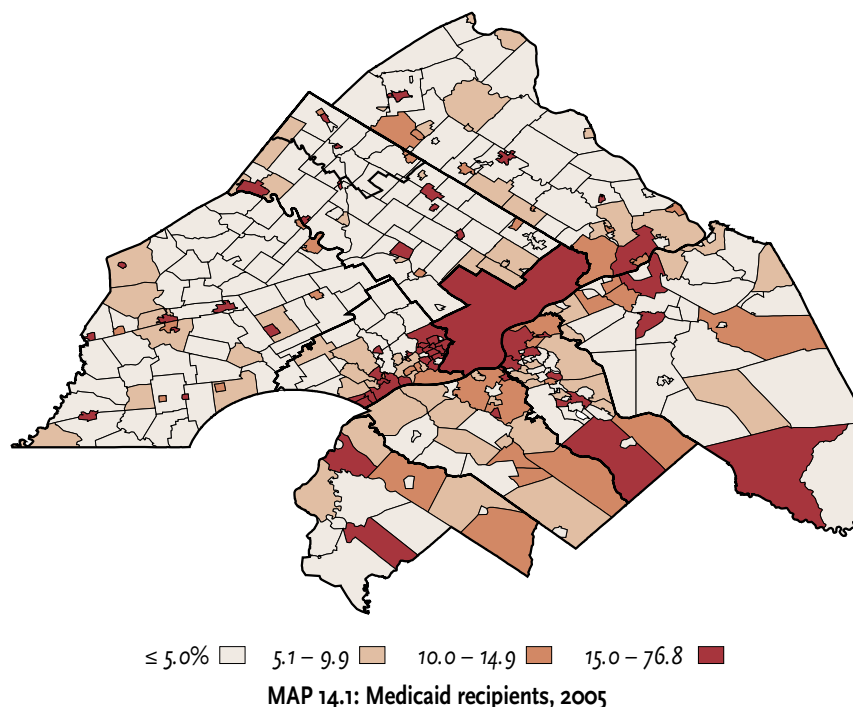 ≤ 5.0% 5.1 – 9.9 10.0 – 14.9 15.0 – 76.8
MAP 14.1: Medicaid recipients, 2005